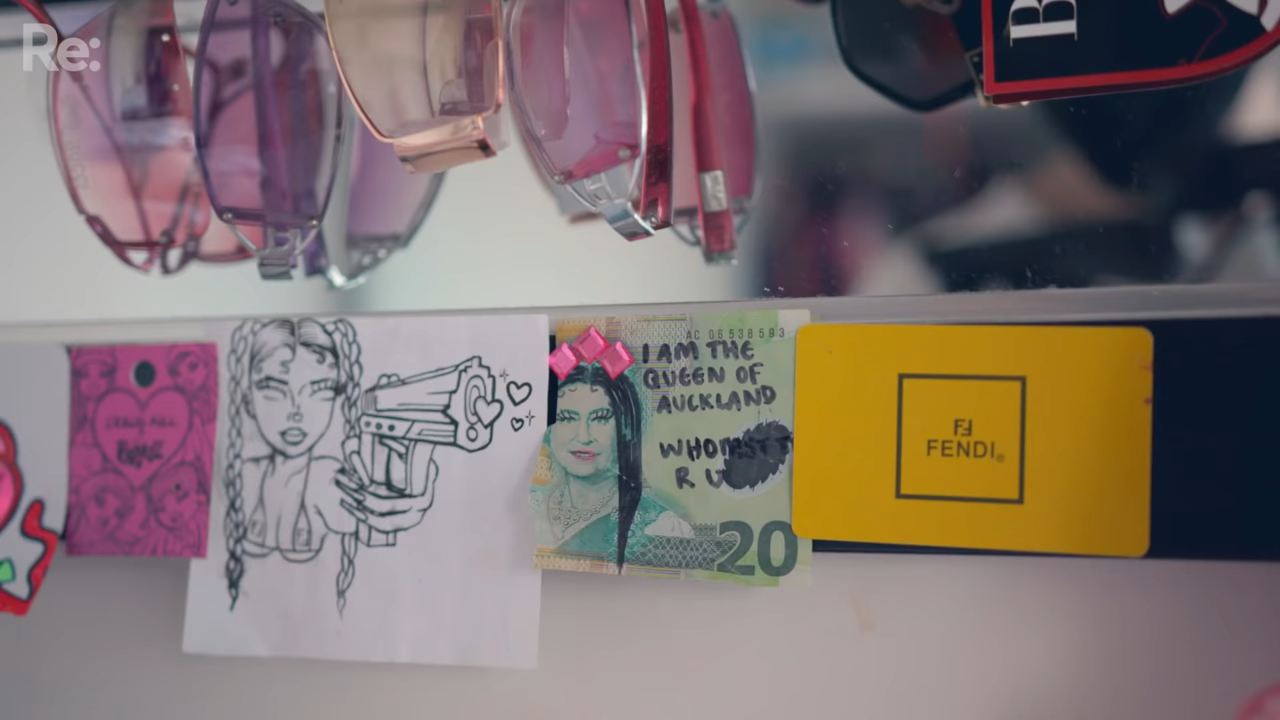 Re:
B
AC 06538593
I AM THE
QUEEN OF
AUCKLAND
WHOMST
R U
20
FENDI